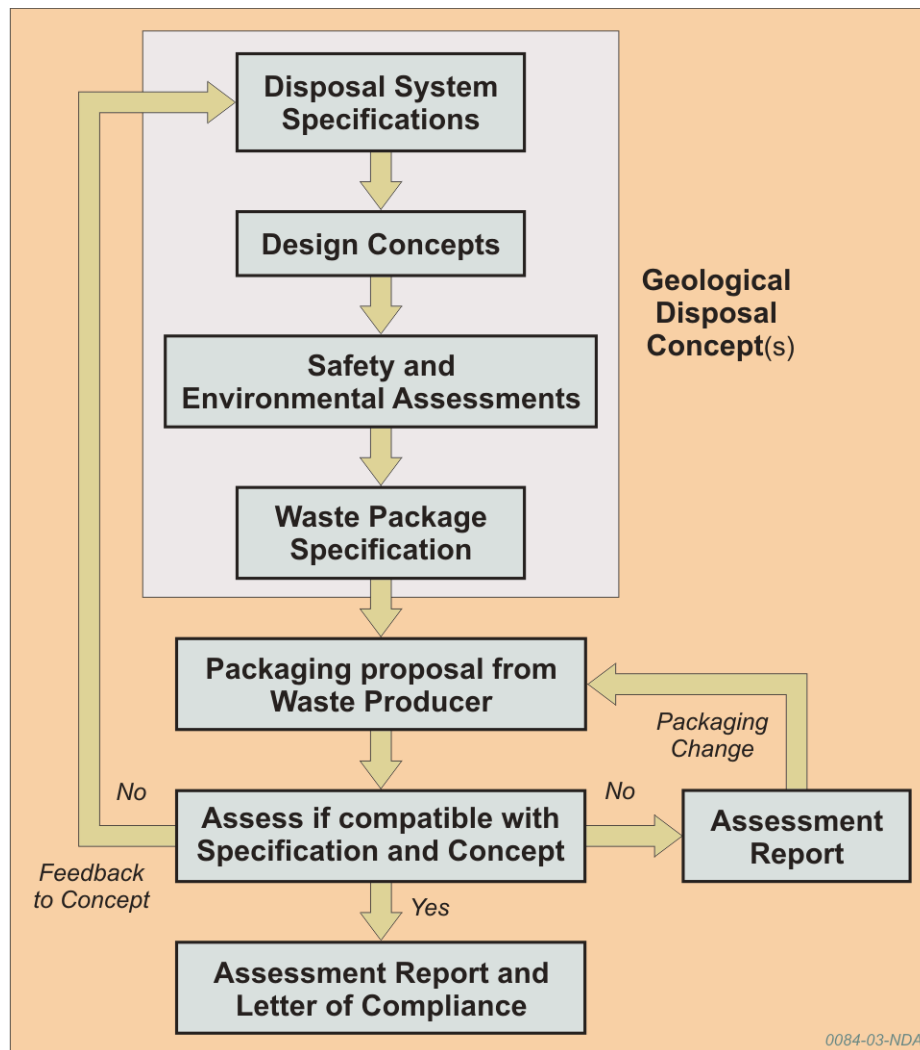 Disposal System
Specifications
Design Concepts
Geological
Disposal
Concept(s)
Safety and
Environmental Assessments
Waste Package
Specification
Packaging proposal from
Waste Producer
Packaging
Change
No
Assess if compatible with
Specification and Concept
No
Assessment
Report
Feedback
to Concept
Yes
Assessment Report and
Letter of Compliance
0084-03-NDA